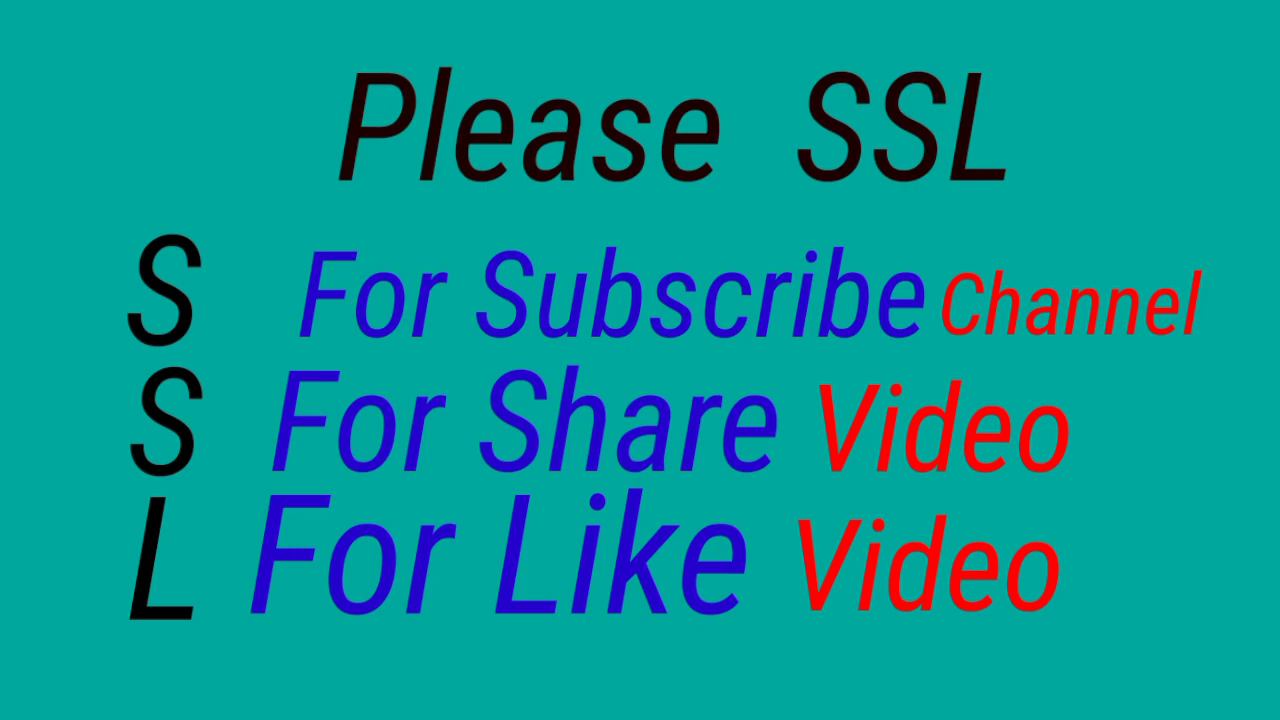 Please SSL
S For Subscribe Channel
S For Share Video
L For Like Video